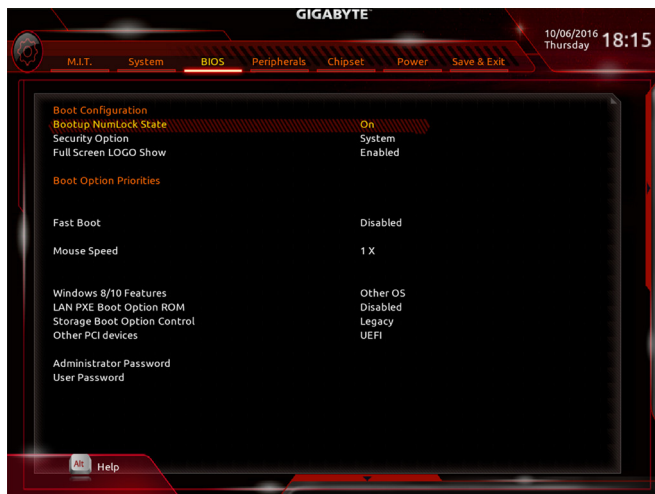 GIGABYTE™
10/06/2016 18:15
Thursday
M.I.T. System BIOS Peripherals Chipset Power Save & Exit
Boot Configuration
Bootup NumLock State On
Security Option System
Full Screen LOGO Show Enabled
Boot Option Priorities
Fast Boot Disabled
Mouse Speed 1 X
Windows 8/10 Features Other OS
LAN PXE Boot Option ROM Disabled
Storage Boot Option Control Legacy
Other PCI devices UEFI
Administrator Password
User Password
Alt Help